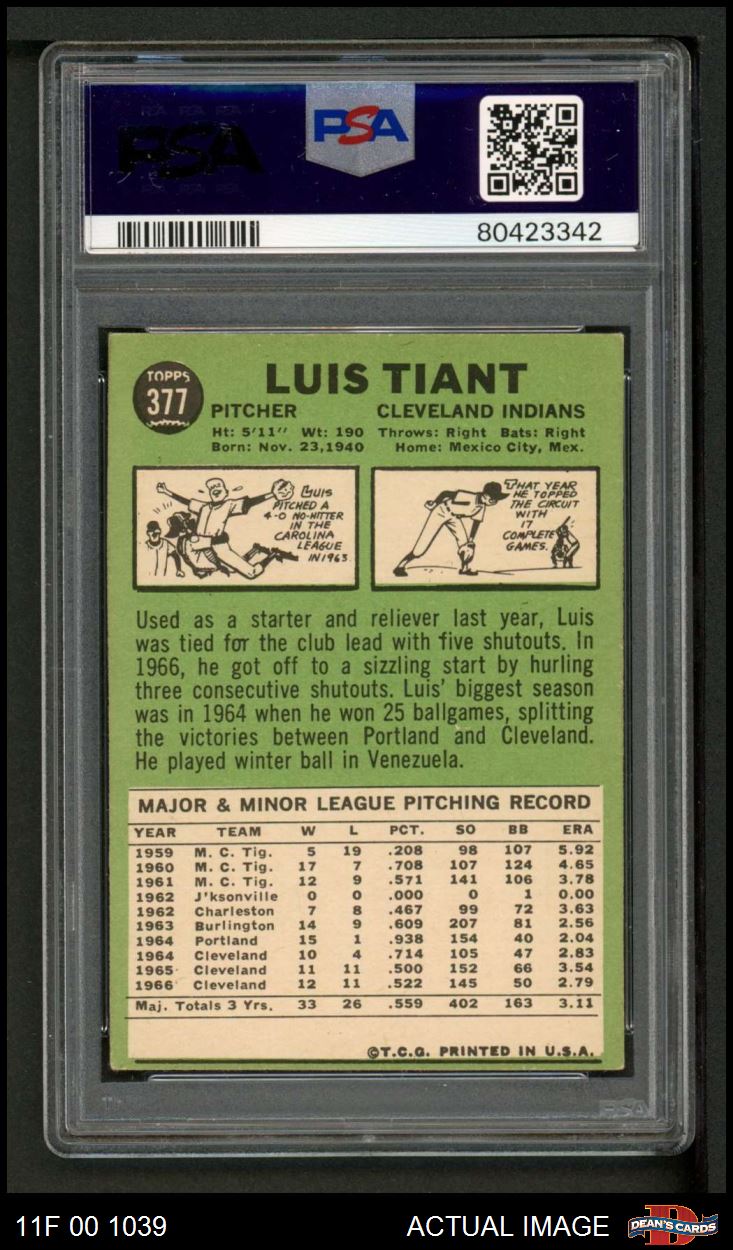 PSA
PSA
80423342
TOPPS
377
LUIS TIANT
PITCHER CLEVELAND INDIANS
Ht: 5'11" Wt: 190 Throws: Right Bats: Right
Born: Nov. 23,1940 Home: Mexico City, Mex.
LUIS
PITCHED A
4-0 NO-HITTER
IN THE
CAROLINA
LEAGUE
IN 1963.
THAT YEAR
HE TOPPED
THE CIRCUIT
WITH
17
COMPLETE
GAMES.
Used as a starter and reliever last year, Luis
was tied for the club lead with five shutouts. In
1966, he got off to a sizzling start by hurling
three consecutive shutouts. Luis' biggest season
was in 1964 when he won 25 ballgames, splitting
the victories between Portland and Cleveland.
He played winter ball in Venezuela.
MAJOR & MINOR LEAGUE PITCHING RECORD
YEAR TEAM W L PCT. SO BB ERA
1959 M. C. Tig. 5 19 .208 98 107 5.92
1960 M. C. Tig. 17 7 .708 107 124 4.65
1961 M. C. Tig. 12 9 .571 141 106 3.78
1962 J'ksonville 0 0 .000 0 1 0.00
1962 Charleston 7 8 .467 99 72 3.63
1963 Burlington 14 9 .609 207 81 2.56
1964 Portland 15 1 .938 154 40 2.04
1964 Cleveland 10 4 .714 105 47 2.83
1965 Cleveland 11 11 .500 152 66 3.54
1966 Cleveland 12 11 .522 145 50 2.79
Maj. Totals 3 Yrs. 33 26 .559 402 163 3.11
©T.C.G. PRINTED IN U.S.A.
PSA
11F 00 1039 ACTUAL IMAGE DEAN'S CARDS